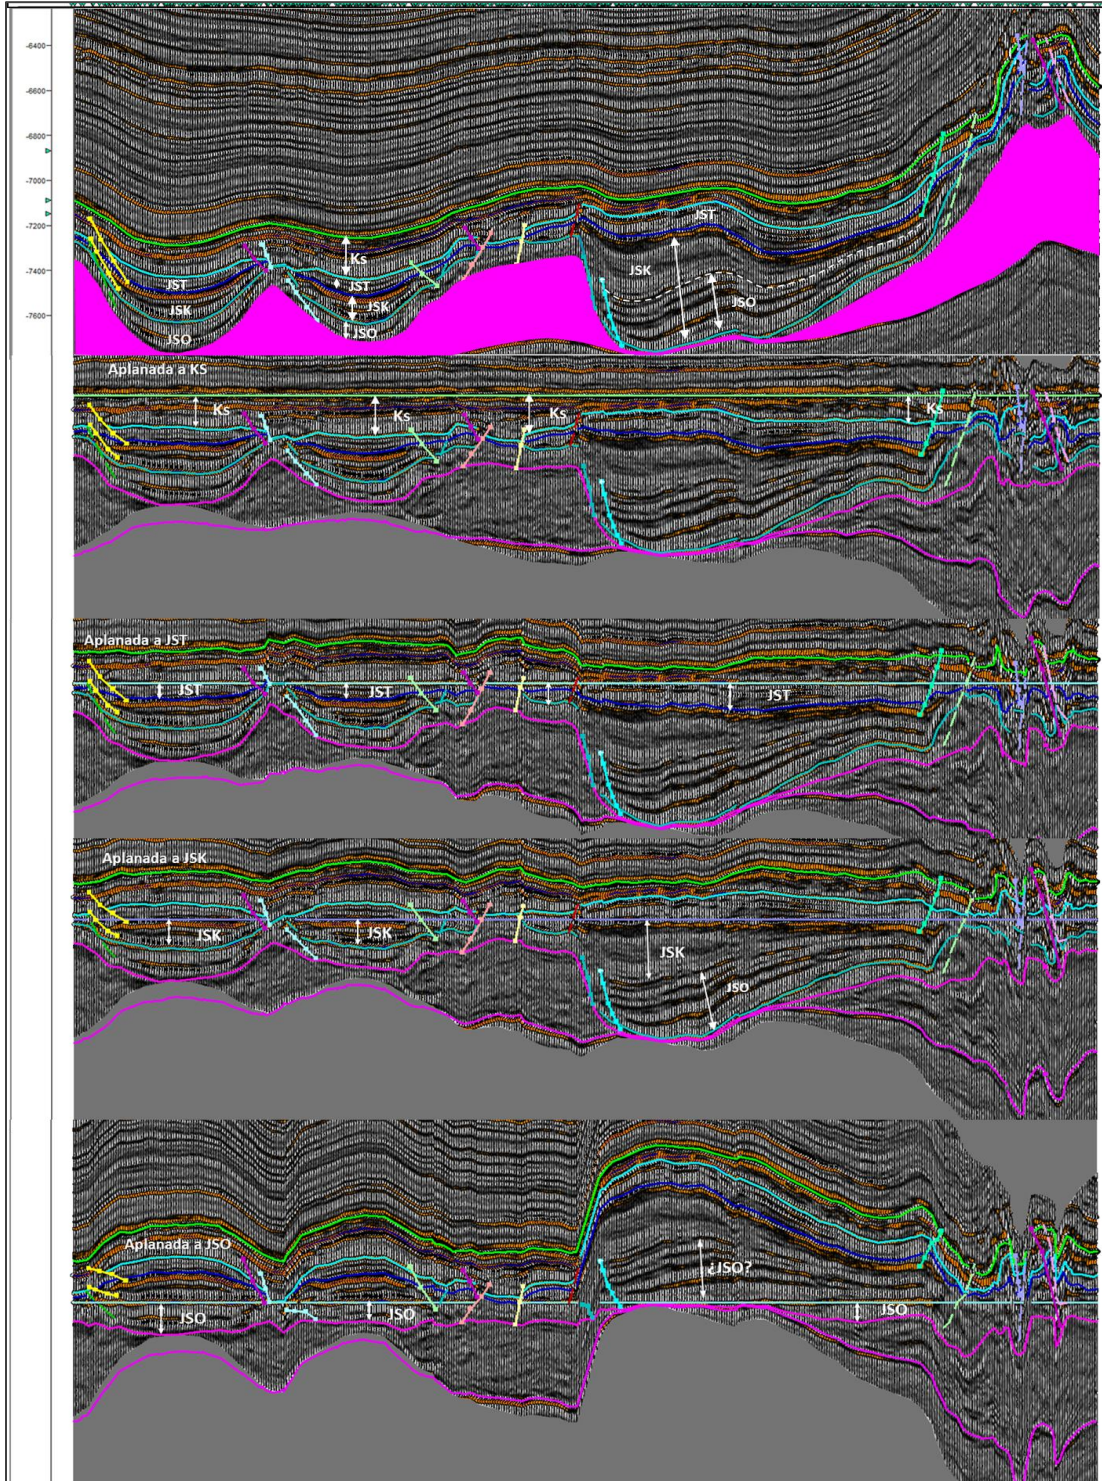 -6400
-6600
-6800
-7000
-7200
-7400
-7600
JST
Ks
JSK
JST
JST
JSK
JSK
JSO
JSO
JSO
Aplanada a KS
Ks
Ks
Ks
Ks
Aplanada a JST
JST
JST
JST
Aplanada a JSK
JSK
JSK
JSK
JSO
Aplanada a JSO
¿JSO?
JSO
JSO
JSO